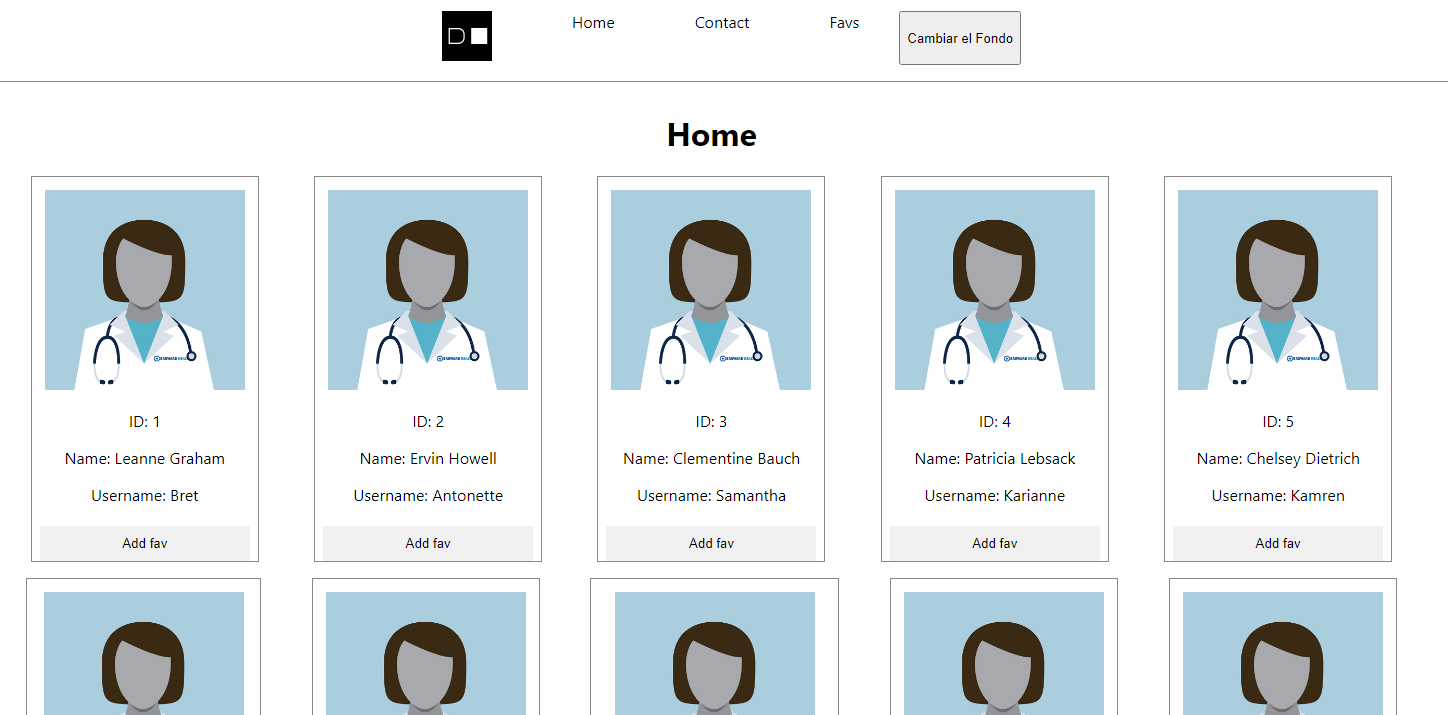 D
Home
Contact
Favs
Cambiar el Fondo
Home
ID: 1
Name: Leanne Graham
Username: Bret
Add fav
ID: 2
Name: Ervin Howell
Username: Antonette
Add fav
ID: 3
Name: Clementine Bauch
Username: Samantha
Add fav
ID: 4
Name: Patricia Lebsack
Username: Karianne
Add fav
ID: 5
Name: Chelsey Dietrich
Username: Kamren
Add fav